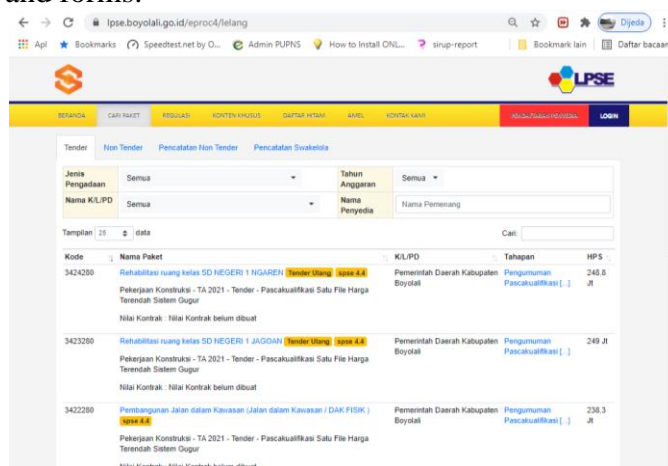 and forms.
lpse.boyolali.go.id/eproc4/lelang
Dijeda
Apl Bookmarks Speedtest.net by O... Admin PUPNS How to Install ONL... sirup-report Bookmark lain Daftar bacaan
LPSE
BERANDA CARI PAKET REGULASI KONTEN KHUSUS DAFTAR HITAM AMEL KONTAK KAMI PENDAFTARAN PENYEDIA LOGIN
Tender Non Tender Pencatatan Non Tender Pencatatan Swakelola
Jenis Pengadaan Semua Tahun Anggaran Semua
Nama K/L/PD Semua Nama Penyedia Nama Pemenang
Tampilan 25 data Cari:
Kode Nama Paket K/L/PD Tahapan HPS
3424280 Rehabilitasi ruang kelas SD NEGERI 1 NGAREN Tender Ulang spse 4.4 Pemerintah Daerah Kabupaten Pengumuman 248,8
Boyolali Pascakualifikasi [...] Jt
Pekerjaan Konstruksi - TA 2021 - Tender - Pascakualifikasi Satu File Harga
Terendah Sistem Gugur
Nilai Kontrak : Nilai Kontrak belum dibuat
3423280 Rehabilitasi ruang kelas SD NEGERI 1 JAGOAN Tender Ulang spse 4.4 Pemerintah Daerah Kabupaten Pengumuman 249 Jt
Boyolali Pascakualifikasi [...]
Pekerjaan Konstruksi - TA 2021 - Tender - Pascakualifikasi Satu File Harga
Terendah Sistem Gugur
Nilai Kontrak : Nilai Kontrak belum dibuat
3422280 Pembangunan Jalan dalam Kawasan (Jalan dalam Kawasan / DAK FISIK ) Pemerintah Daerah Kabupaten Pengumuman 238,3
spse 4.4 Boyolali Pascakualifikasi [...] Jt
Pekerjaan Konstruksi - TA 2021 - Tender - Pascakualifikasi Satu File Harga
Terendah Sistem Gugur
Nilai Kontrak : Nilai Kontrak belum dibuat